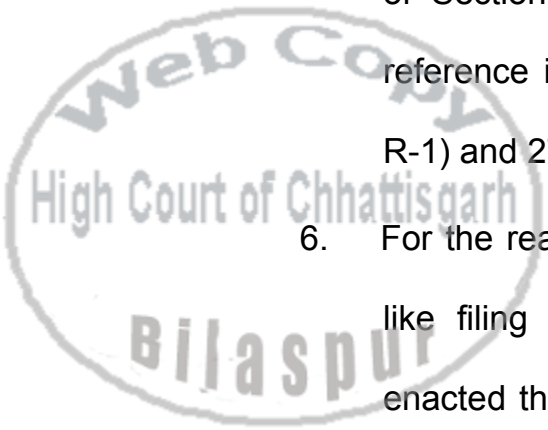 of Section
reference i
R-1) and 2
6. For the rea
like filing
enacted th
Web Copy
High Court of Chhattisgarh
Bilaspur